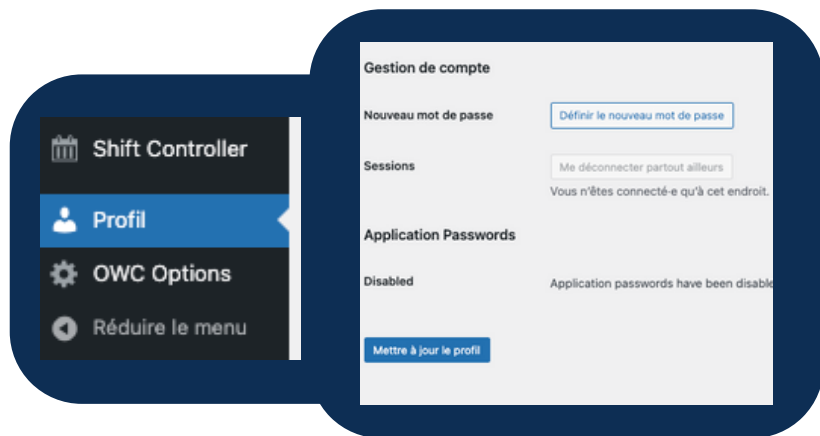 Shift Controller
Profil
OWC Options
Réduire le menu
Gestion de compte
Nouveau mot de passe
Définir le nouveau mot de passe
Sessions
Me déconnecter partout ailleurs
Vous n'êtes connecté·e qu'à cet endroit.
Application Passwords
Disabled
Application passwords have been disable
Mettre à jour le profil